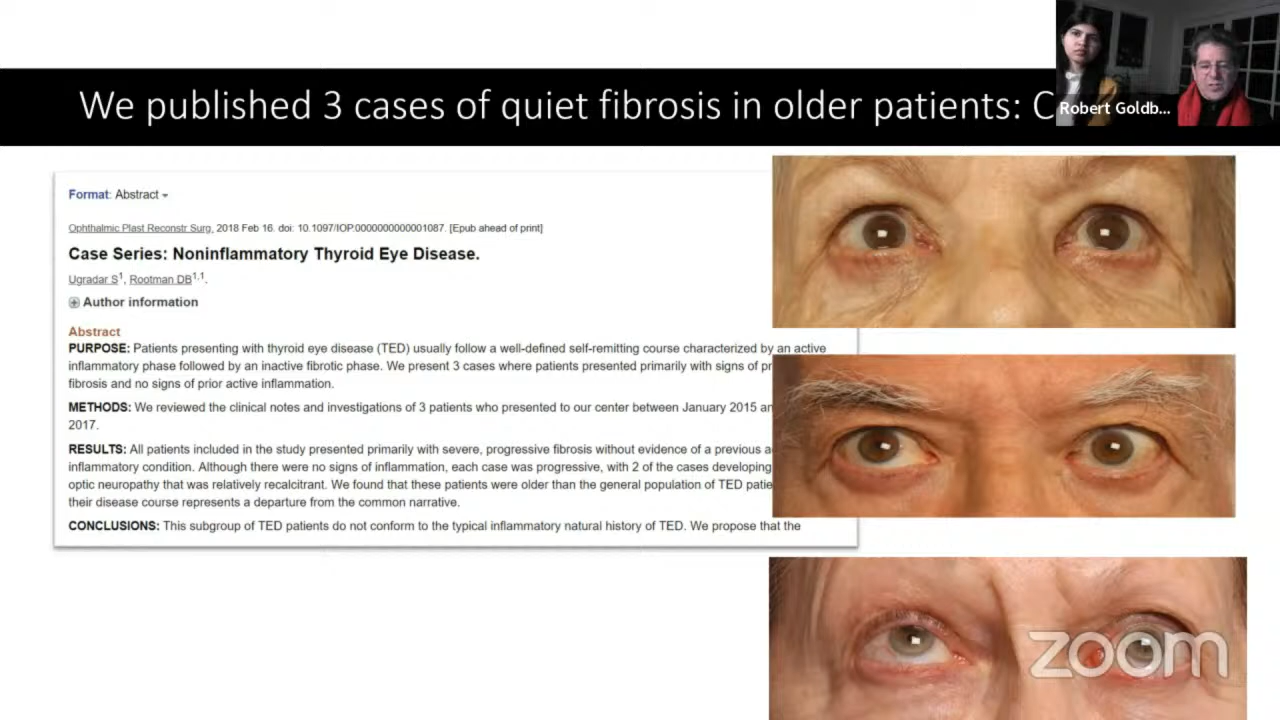 We published 3 cases of quiet fibrosis in older patients: C
Robert Goldb...
Format: Abstract
Ophthalmic Plast Reconstr Surg. 2018 Feb 16. doi: 10.1097/IOP.0000000000001087. [Epub ahead of print]
Case Series: Noninflammatory Thyroid Eye Disease.
Ugradar S1, Rootman DB1,1.
Author information
Abstract
PURPOSE: Patients presenting with thyroid eye disease (TED) usually follow a well-defined self-remitting course characterized by an active
inflammatory phase followed by an inactive fibrotic phase. We present 3 cases where patients presented primarily with signs of pr
fibrosis and no signs of prior active inflammation.
METHODS: We reviewed the clinical notes and investigations of 3 patients who presented to our center between January 2015 an
2017.
RESULTS: All patients included in the study presented primarily with severe, progressive fibrosis without evidence of a previous a
inflammatory condition. Although there were no signs of inflammation, each case was progressive, with 2 of the cases developing
optic neuropathy that was relatively recalcitrant. We found that these patients were older than the general population of TED patie
their disease course represents a departure from the common narrative.
CONCLUSIONS: This subgroup of TED patients do not conform to the typical inflammatory natural history of TED. We propose that the
zoom